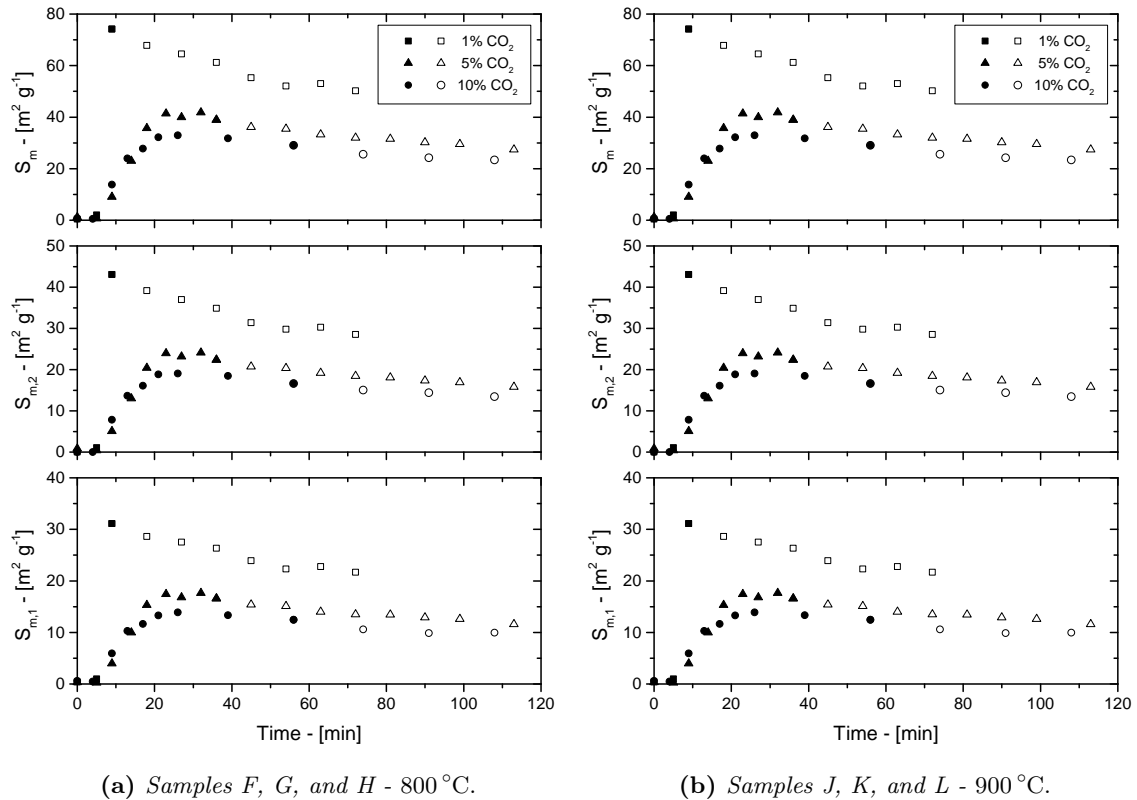 80
60
40
20
0
S_m - [m² g⁻¹]
1% CO₂
5% CO₂
10% CO₂
50
40
30
20
10
0
S_m,2 - [m² g⁻¹]
40
30
20
10
0
S_m,1 - [m² g⁻¹]
0 20 40 60 80 100 120
Time - [min]
(a) Samples F, G, and H - 800 °C.
80
60
40
20
0
S_m - [m² g⁻¹]
1% CO₂
5% CO₂
10% CO₂
50
40
30
20
10
0
S_m,2 - [m² g⁻¹]
40
30
20
10
0
S_m,1 - [m² g⁻¹]
0 20 40 60 80 100 120
Time - [min]
(b) Samples J, K, and L - 900 °C.